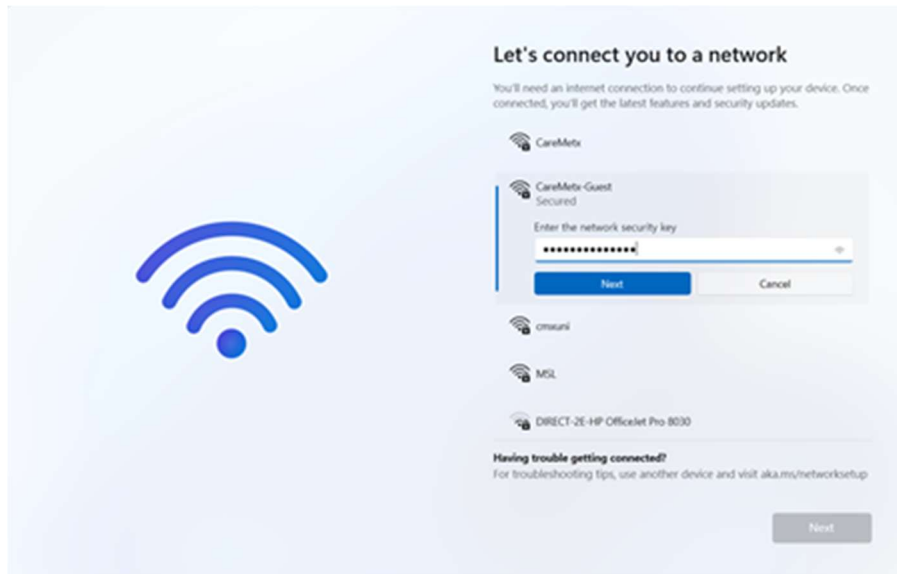 Let's connect you to a network
You'll need an internet connection to continue setting up your device. Once
connected, you'll get the latest features and security updates.
CareMetx
CareMetx-Guest
Secured
Enter the network security key
••••••••••••••
Next
Cancel
cmxuni
MSL
DIRECT-2E-HP OfficeJet Pro 8030
Having trouble getting connected?
For troubleshooting tips, use another device and visit aka.ms/networksetup
Next